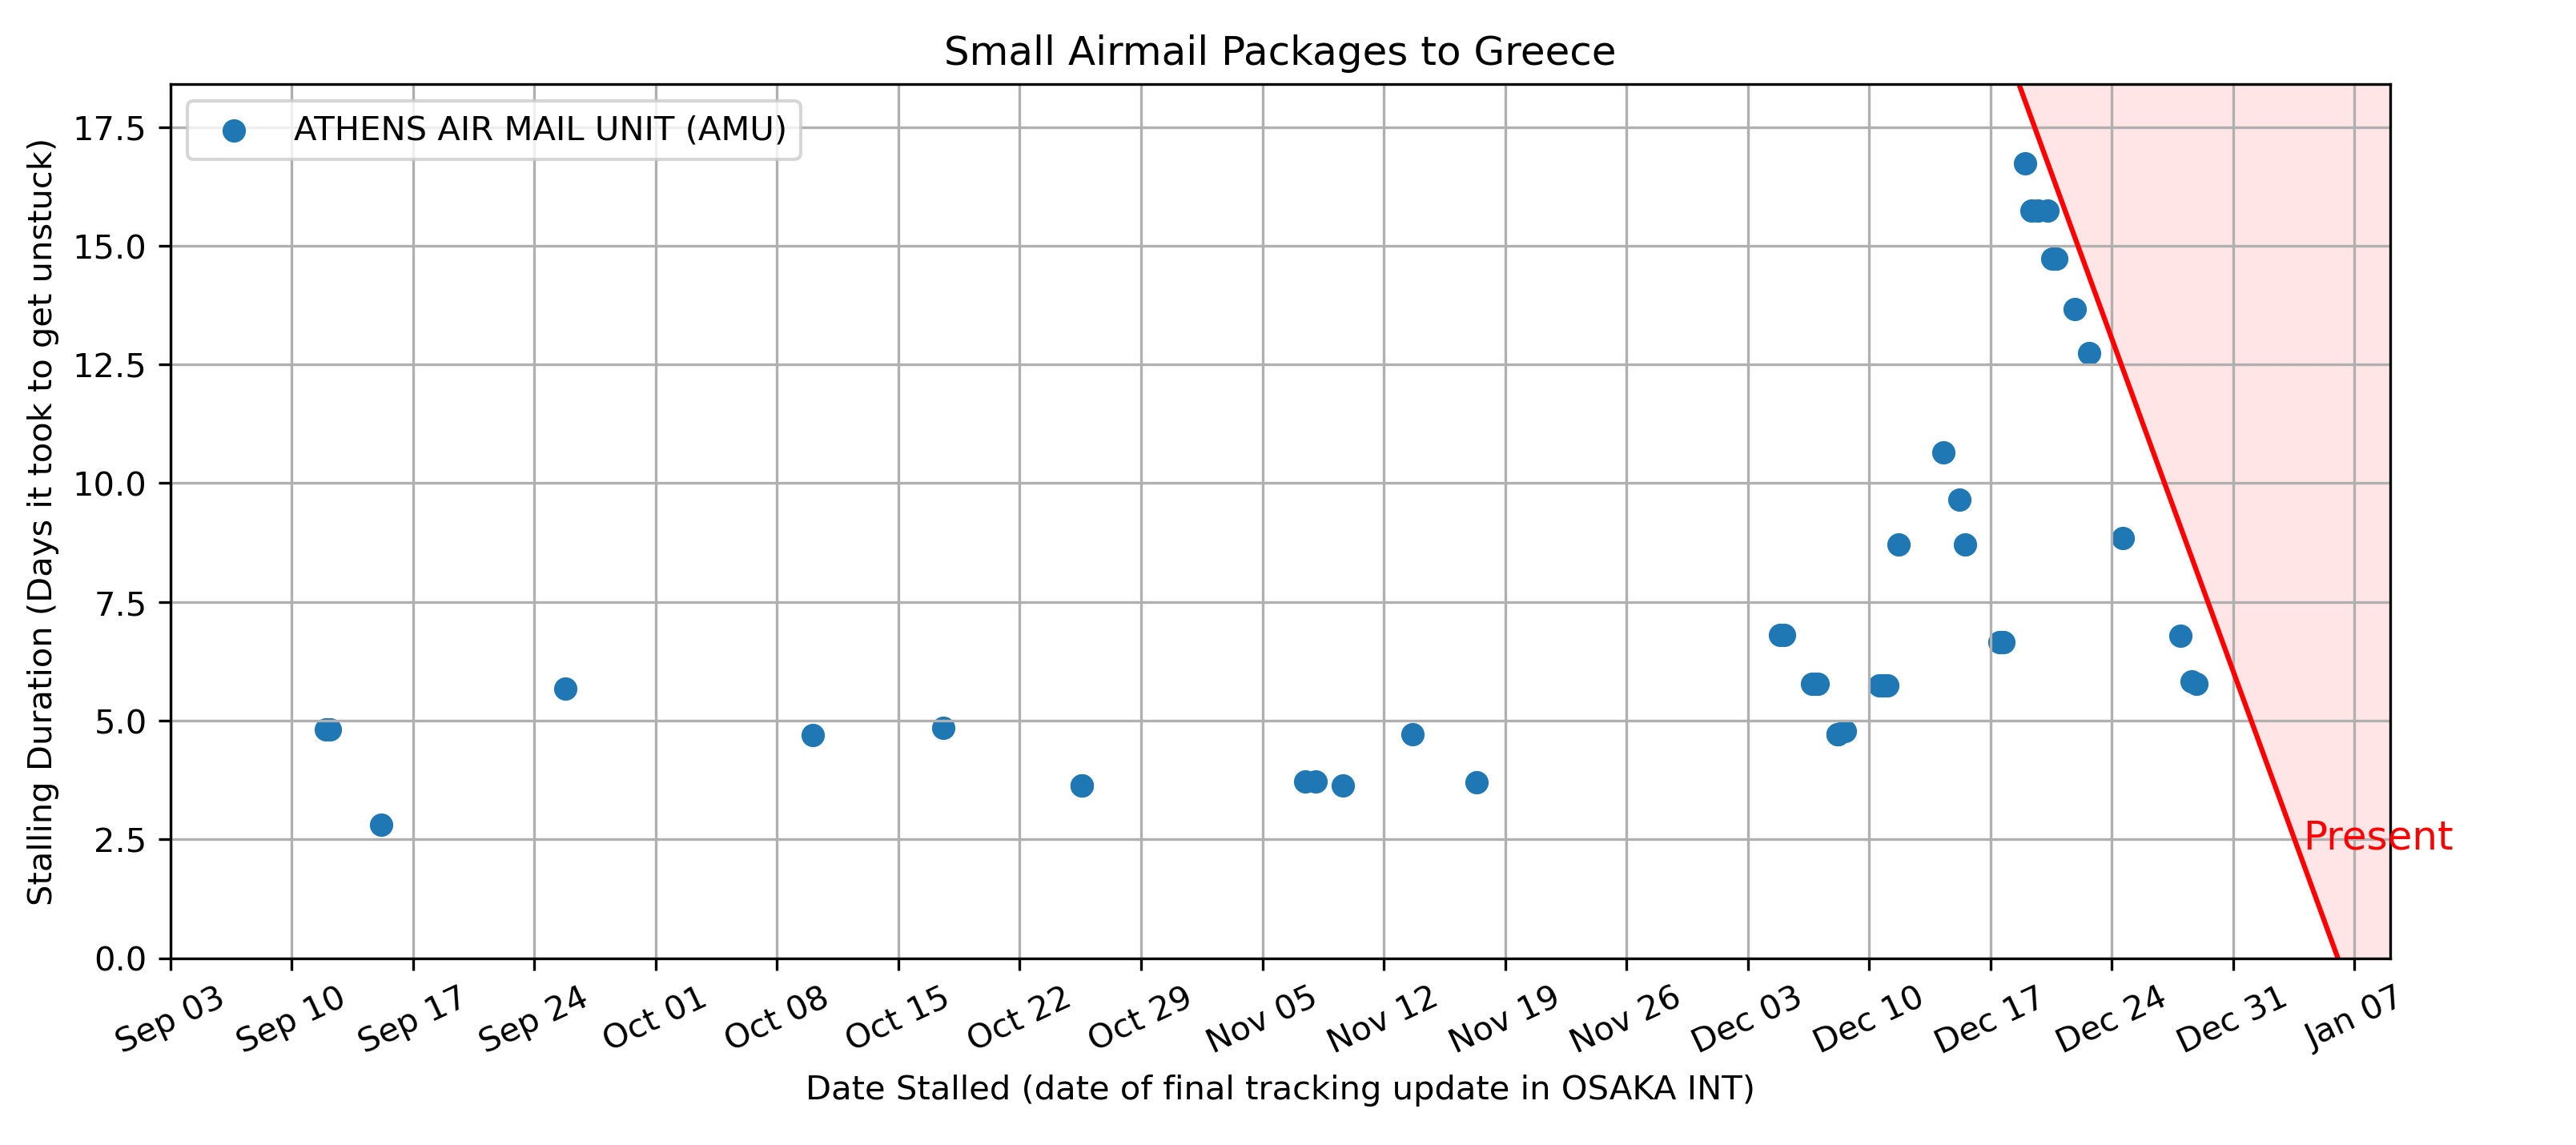 Small Airmail Packages to Greece
ATHENS AIR MAIL UNIT (AMU)
Stalling Duration (Days it took to get unstuck)
17.5
15.0
12.5
10.0
7.5
5.0
2.5
0.0
Present
Sep 03
Sep 10
Sep 17
Sep 24
Oct 01
Oct 08
Oct 15
Oct 22
Oct 29
Nov 05
Nov 12
Nov 19
Nov 26
Dec 03
Dec 10
Dec 17
Dec 24
Dec 31
Jan 07
Date Stalled (date of final tracking update in OSAKA INT)